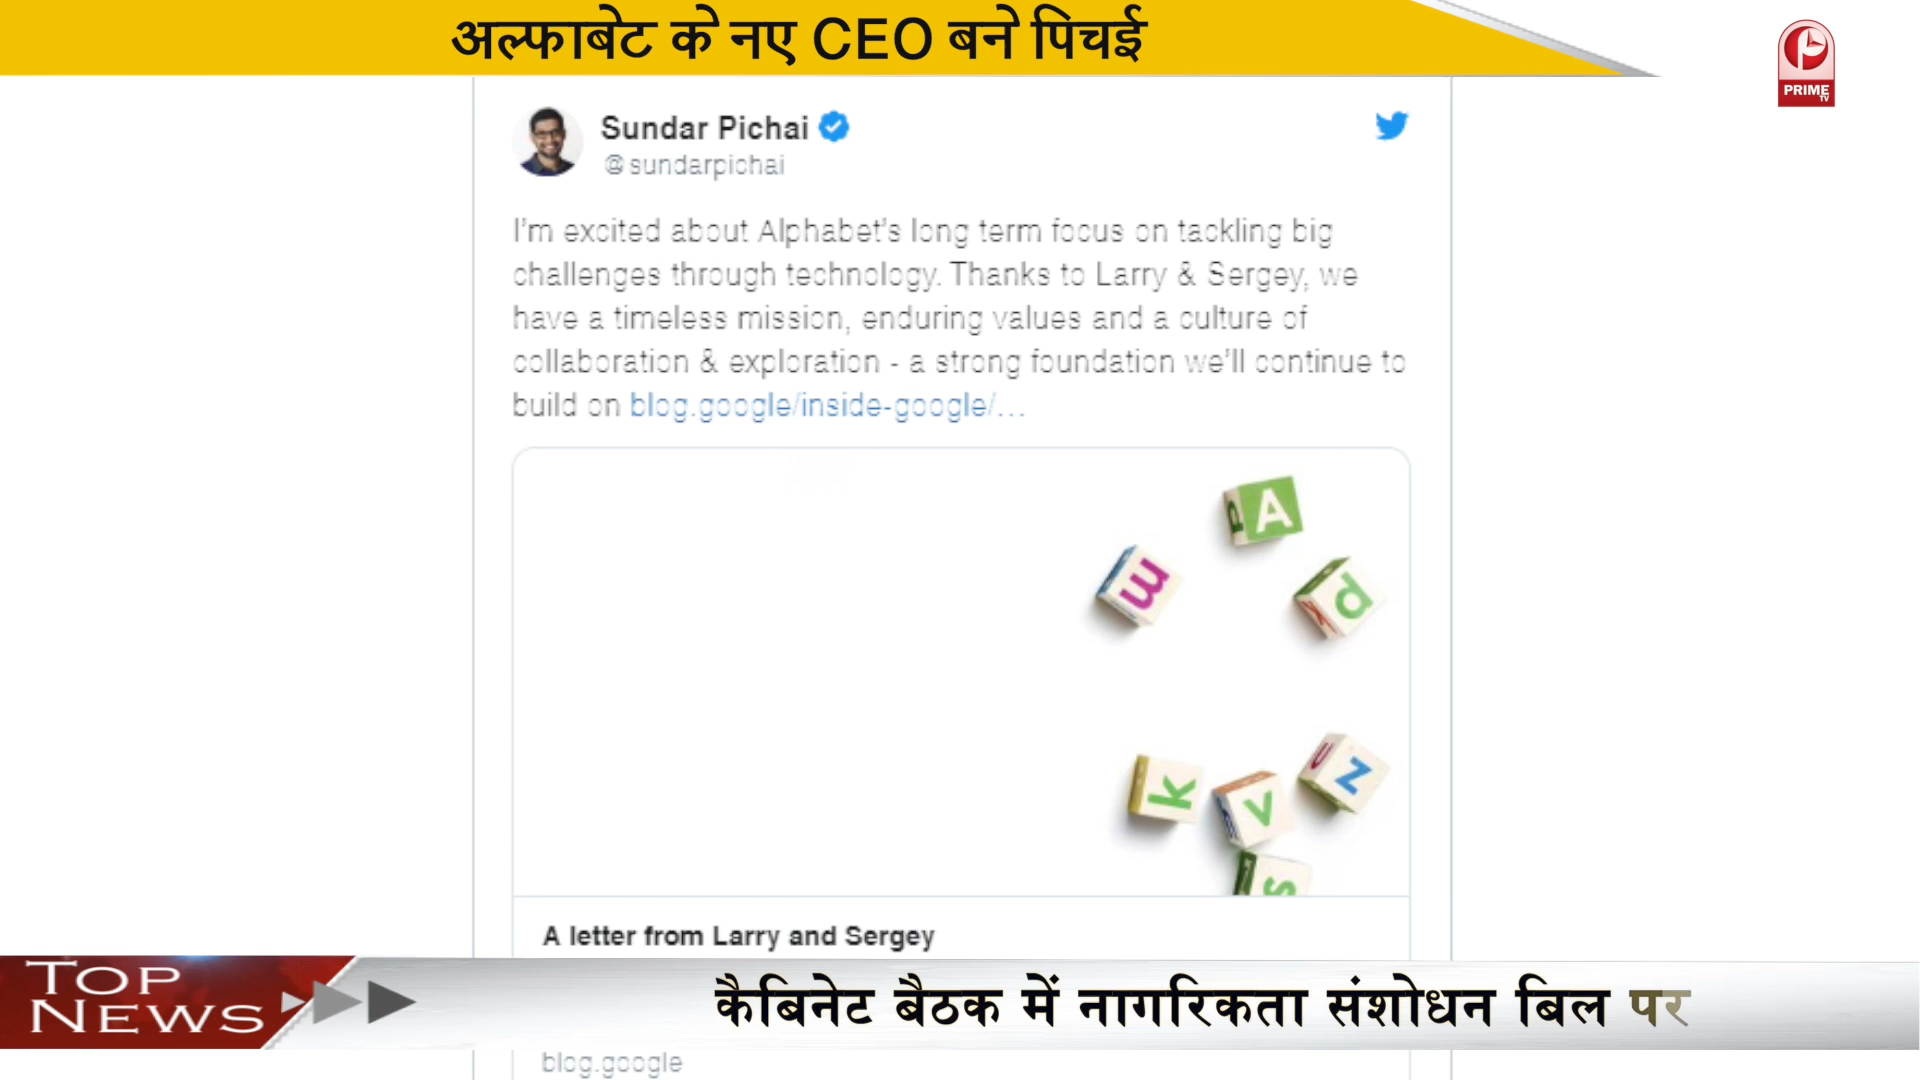 अल्फाबेट के नए CEO बने पिचई
PRIME
TV
Sundar Pichai
@sundarpichai
I'm excited about Alphabet's long term focus on tackling big
challenges through technology. Thanks to Larry & Sergey, we
have a timeless mission, enduring values and a culture of
collaboration & exploration - a strong foundation we'll continue to
build on blog.google/inside-google/...
A
m
d
k
v
z
s
A letter from Larry and Sergey
TOP
NEWS
कैबिनेट बैठक में नागरिकता संशोधन बिल पर
blog.google